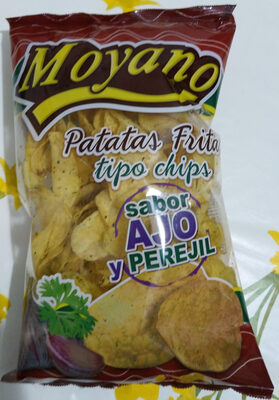 Moyano
Patatas Fritas
tipo chips
sabor
AJO
y PEREJIL